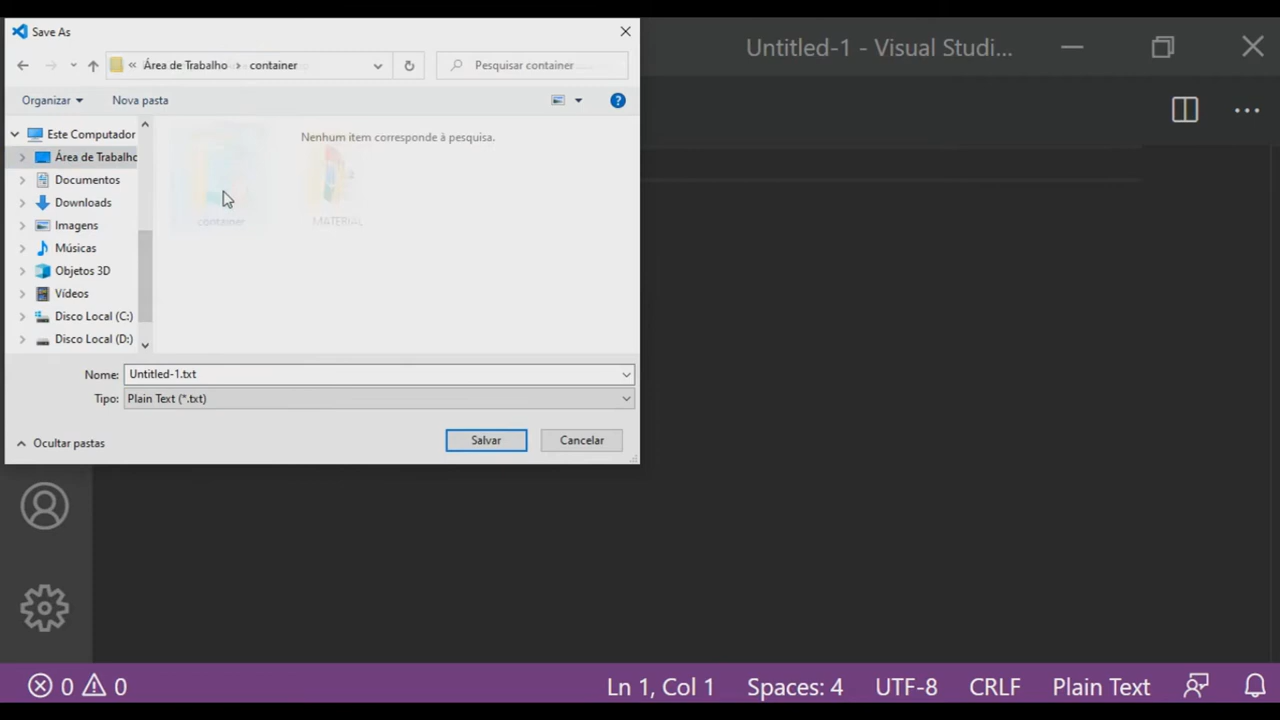 Save As
Untitled-1 - Visual Studi...
« Área de Trabalho › container
Pesquisar container
Organizar
Nova pasta
Este Computador
Nenhum item corresponde à pesquisa.
Área de Trabalho
Documentos
Downloads
container
MATERIAL
Imagens
Músicas
Objetos 3D
Vídeos
Disco Local (C:)
Disco Local (D:)
Nome: Untitled-1.txt
Tipo: Plain Text (*.txt)
Ocultar pastas
Salvar
Cancelar
0 0
Ln 1, Col 1
Spaces: 4
UTF-8
CRLF
Plain Text